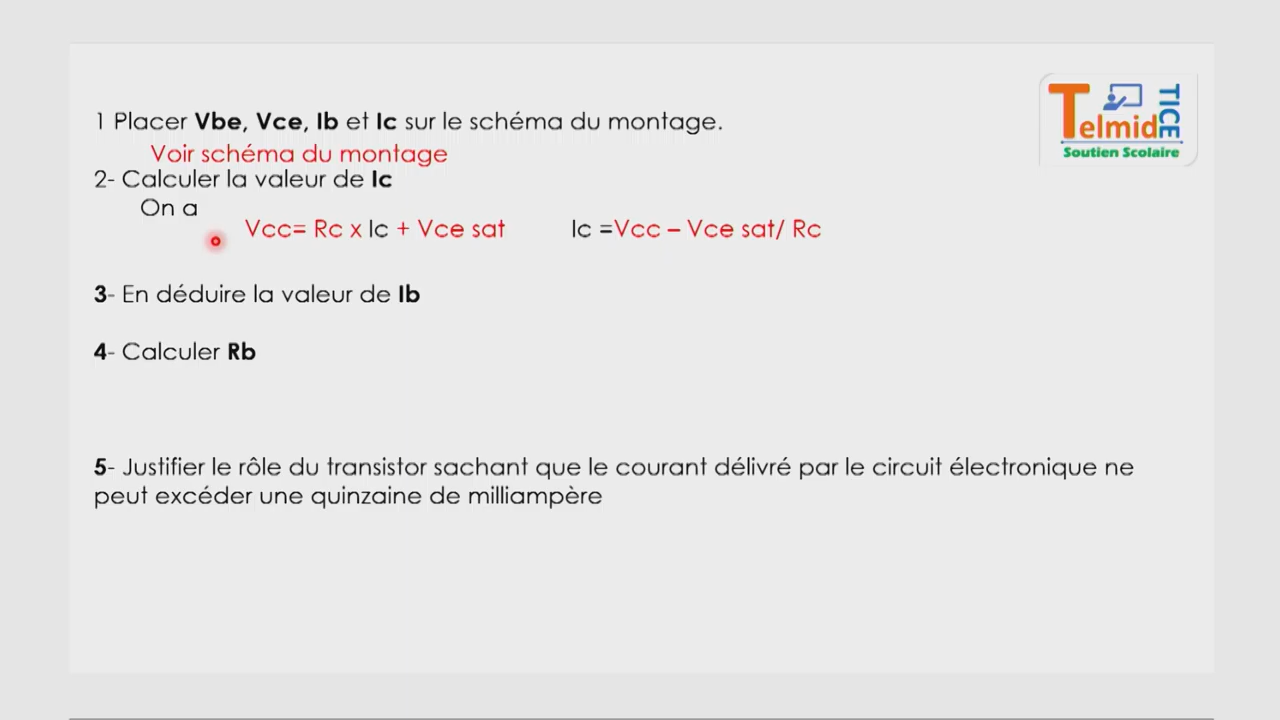 1 Placer Vbe, Vce, Ib et Ic sur le schéma du montage.
Voir schéma du montage
2- Calculer la valeur de Ic
On a
Vcc= Rc x Ic + Vce sat Ic =Vcc – Vce sat/ Rc
3- En déduire la valeur de Ib
4- Calculer Rb
5- Justifier le rôle du transistor sachant que le courant délivré par le circuit électronique ne
peut excéder une quinzaine de milliampère
Telmid TICE
Soutien Scolaire